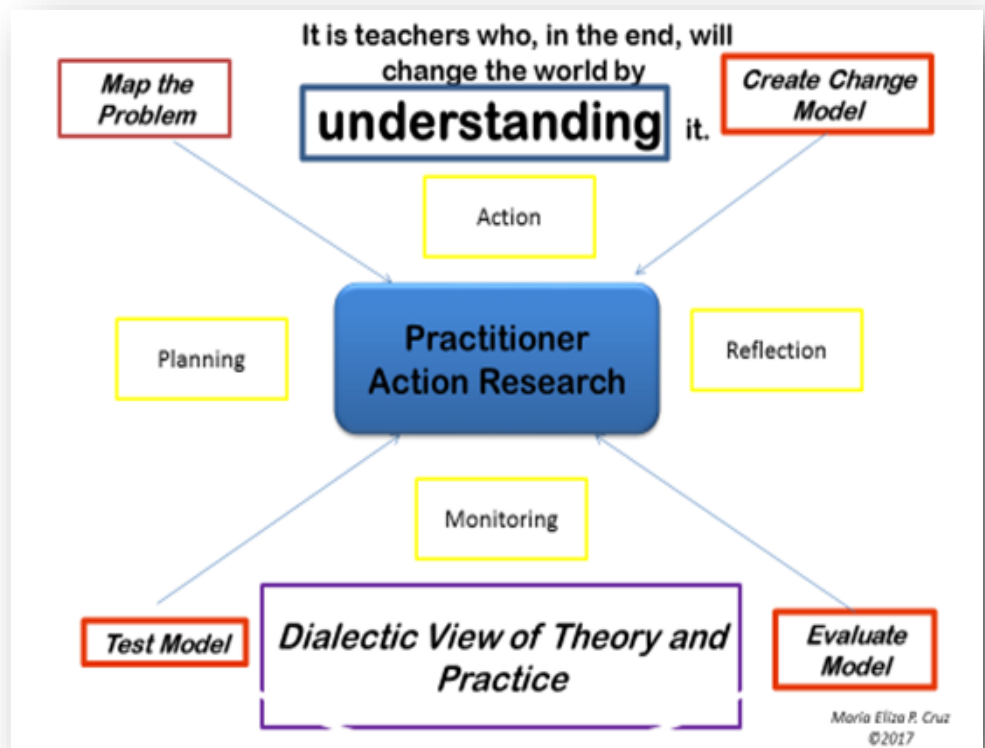 It is teachers who, in the end, will
change the world by
understanding it.
Map the
Problem
Create Change
Model
Action
Planning
Practitioner
Action Research
Reflection
Monitoring
Test Model
Dialectic View of Theory and
Practice
Evaluate
Model
Maria Eliza P. Cruz
©2017